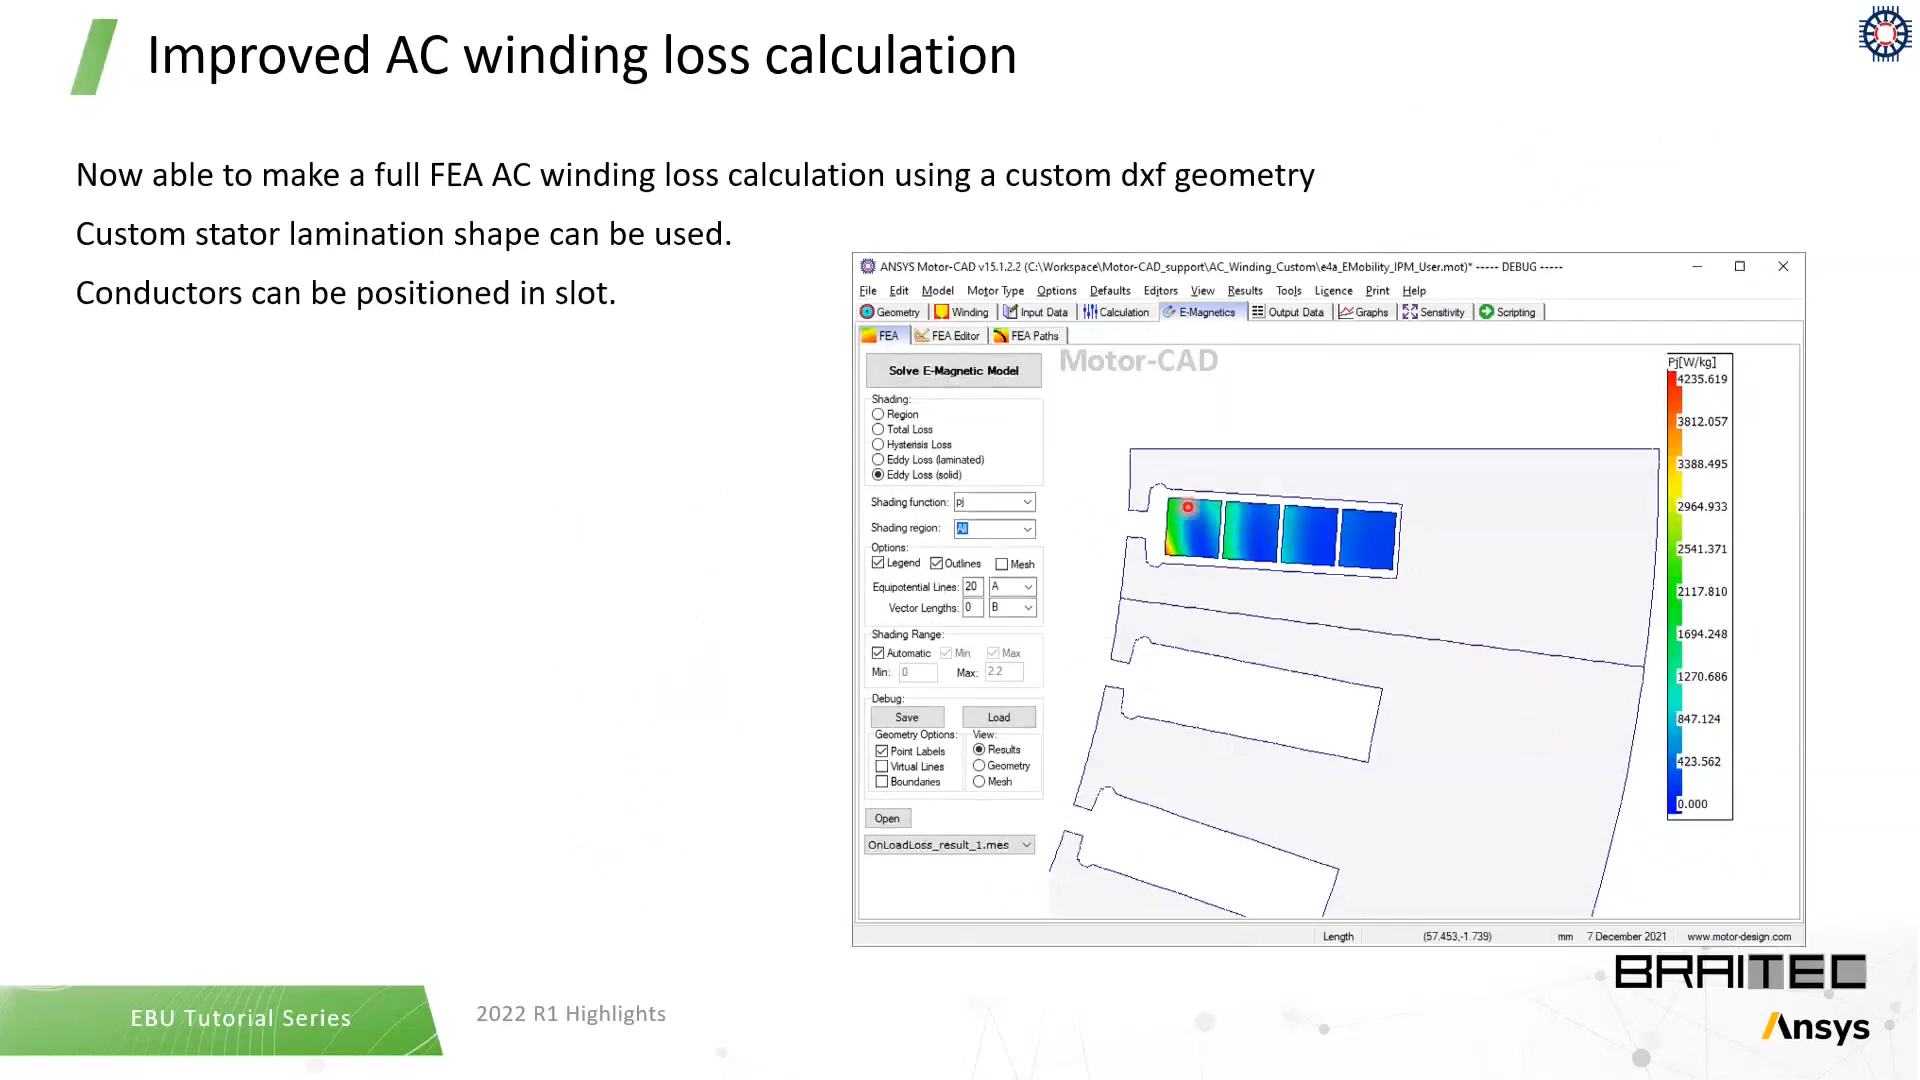 Improved AC winding loss calculation
Now able to make a full FEA AC winding loss calculation using a custom dxf geometry
Custom stator lamination shape can be used.
Conductors can be positioned in slot.
ANSYS Motor-CAD v15.1.2.2 (C:\Workspace\Motor-CAD_support\AC_Winding_Custom\e4a_EMobility_IPM_User.mot)* ----- DEBUG -----
File Edit Model Motor Type Options Defaults Editors View Results Tools Licence Print Help
Geometry Winding Input Data Calculation E-Magnetics Output Data Graphs Sensitivity Scripting
FEA FEA Editor FEA Paths
Solve E-Magnetic Model
Motor-CAD
Shading:
Region
Total Loss
Hysterisis Loss
Eddy Loss (laminated)
Eddy Loss (solid)
Shading function: pj
Shading region: All
Options:
Legend Outlines Mesh
Equipotential Lines: 20 A
Vector Lengths: 0 B
Shading Range:
Automatic Min Max
Min: 0 Max: 2.2
Debug:
Save Load
Geometry Options: View:
Point Labels Results
Virtual Lines Geometry
Boundaries Mesh
Open
OnLoadLoss_result_1.mes
Pj[W/kg]
4235.619
3812.057
3388.495
2964.933
2541.371
2117.810
1694.248
1270.686
847.124
423.562
0.000
Length (57.453,-1.739) mm 7 December 2021 www.motor-design.com
BRAITEC
EBU Tutorial Series
2022 R1 Highlights
Ansys